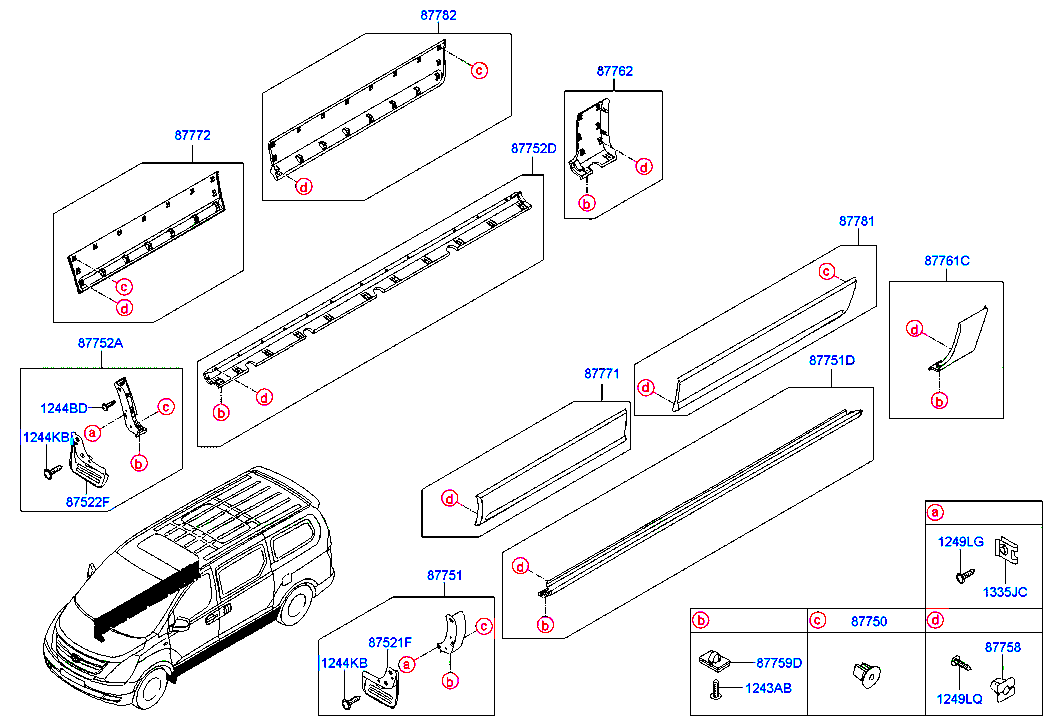 87782
c
d
87762
d
b
87772
c
d
87752D
b
d
87781
c
d
87761C
d
b
87752A
1244BD
c
a
1244KB
b
87522F
87771
d
87751D
d
b
87751
87521F
c
a
1244KB
b
a
1249LG
1335JC
b
c 87750
d
87759D
1243AB
87758
1249LQ